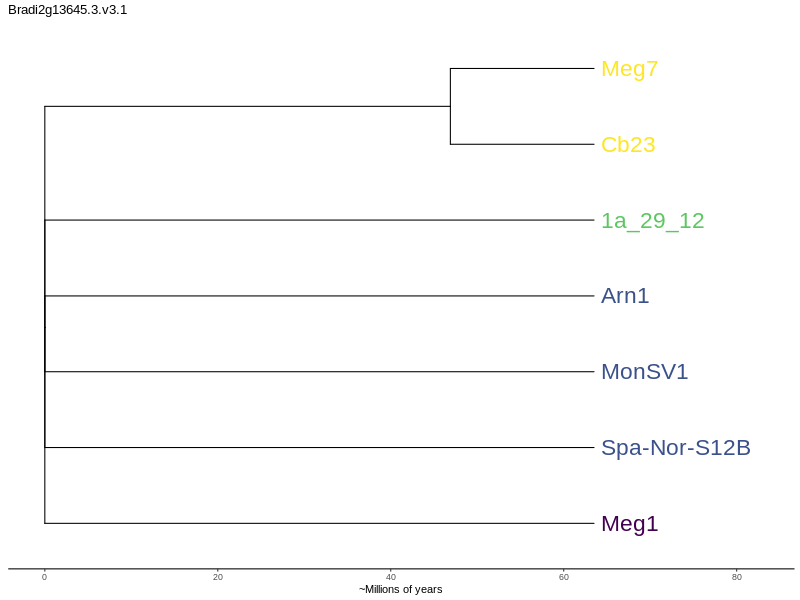 Bradi2g13645.3.v3.1
Meg7
Cb23
1a_29_12
Arn1
MonSV1
Spa-Nor-S12B
Meg1
0 20 40 60 80
~Millions of years